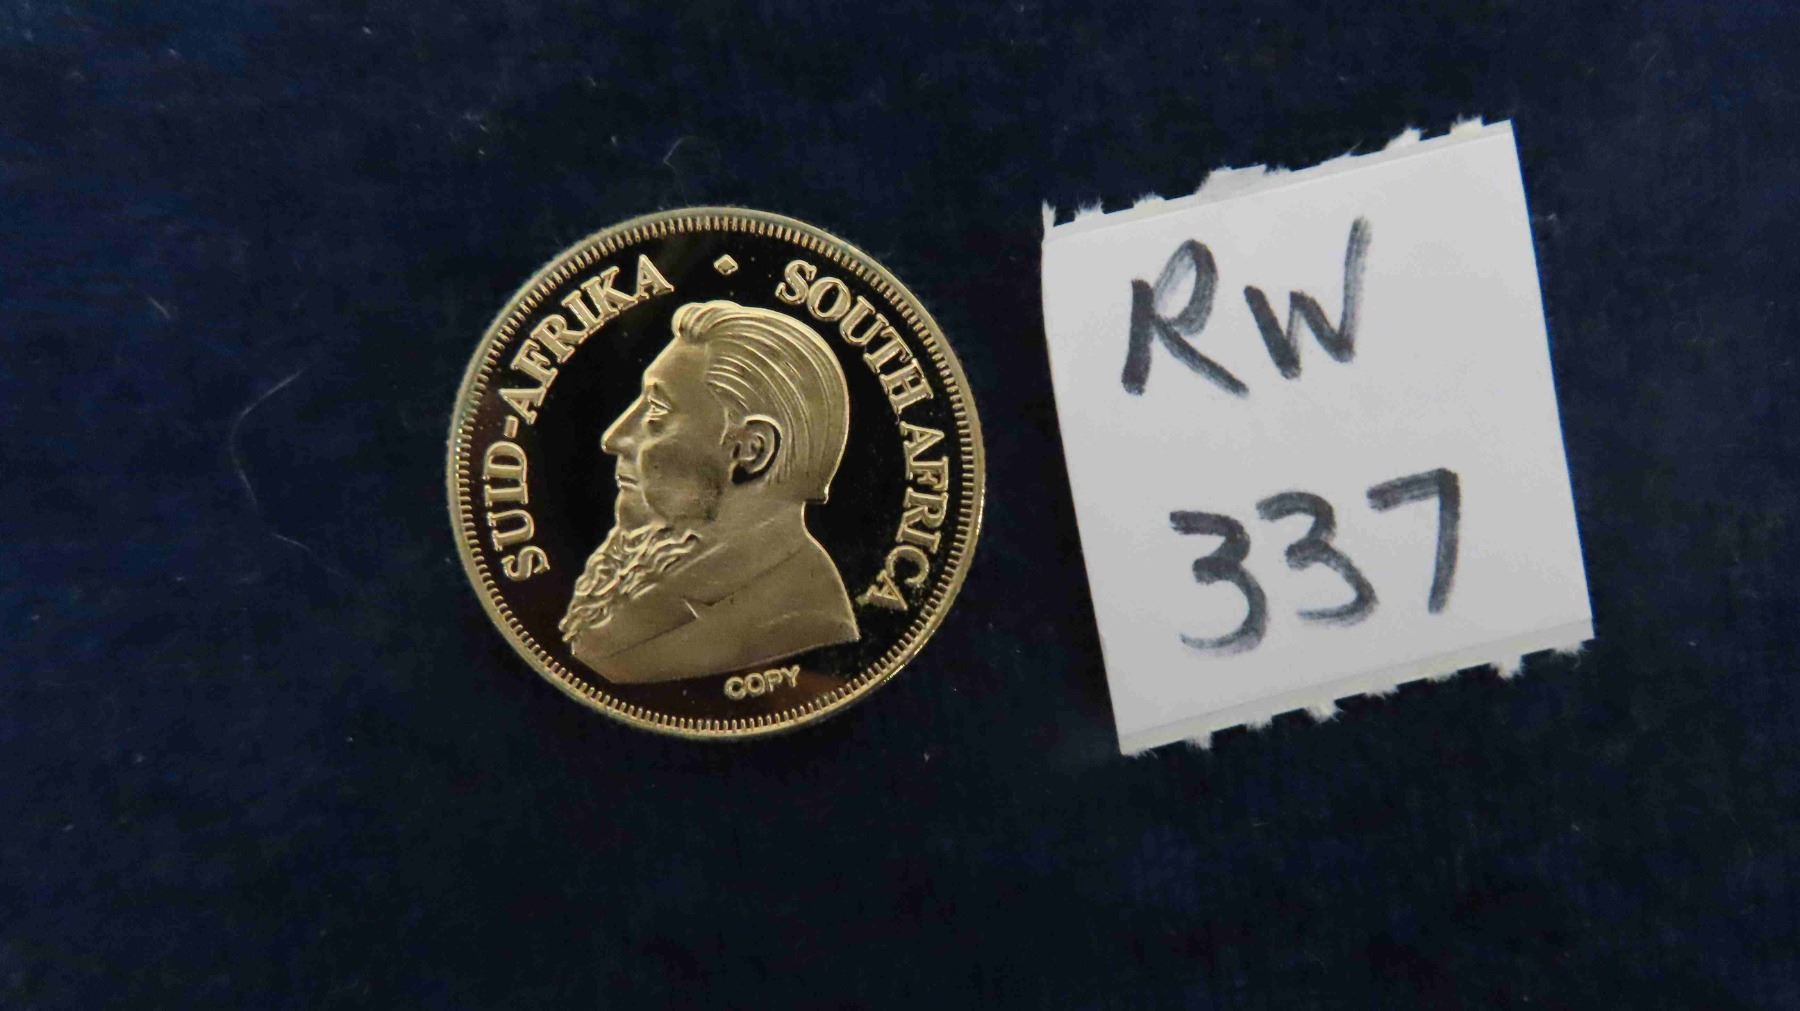 SUID-AFRIKA ◆ SOUTH AFRICA
COPY
RW
337